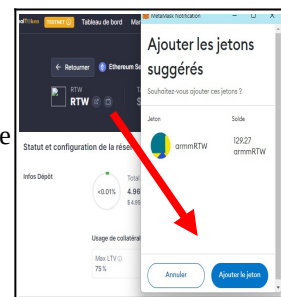 TESTNET
Tableau de bord
Mar
MetaMask Notification
Ajouter les jetons
suggérés
Souhaitez-vous ajouter ces jetons ?
Jeton
Solde
armmRTW
129.27
armmRTW
Annuler
Ajouter le jeton
← Retourner
Ethereum Se
RTW
RTW
$
e
Statut et configuration de la rése
Infos Dépôt
<0.01%
Total
4.96
Usage de collatéral
Max LTV
75%